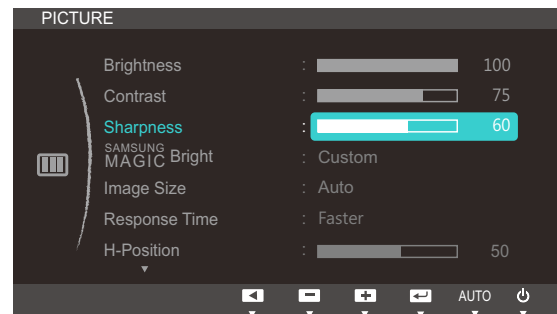 PICTURE
Brightness : 100
Contrast : 75
Sharpness : 60
SAMSUNG
MAGIC Bright : Custom
Image Size : Auto
Response Time : Faster
H-Position : 50
AUTO